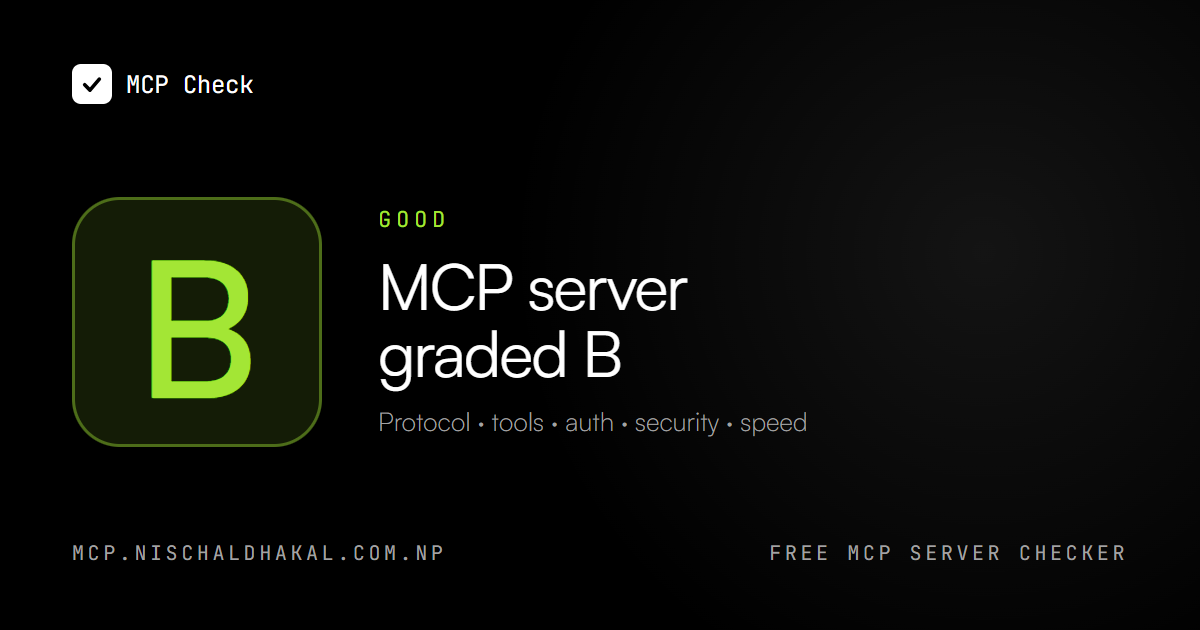 MCP Check
B
GOOD
MCP server
graded B
Protocol • tools • auth • security • speed
MCP.NISCHALDHAKAL.COM.NP
FREE MCP SERVER CHECKER